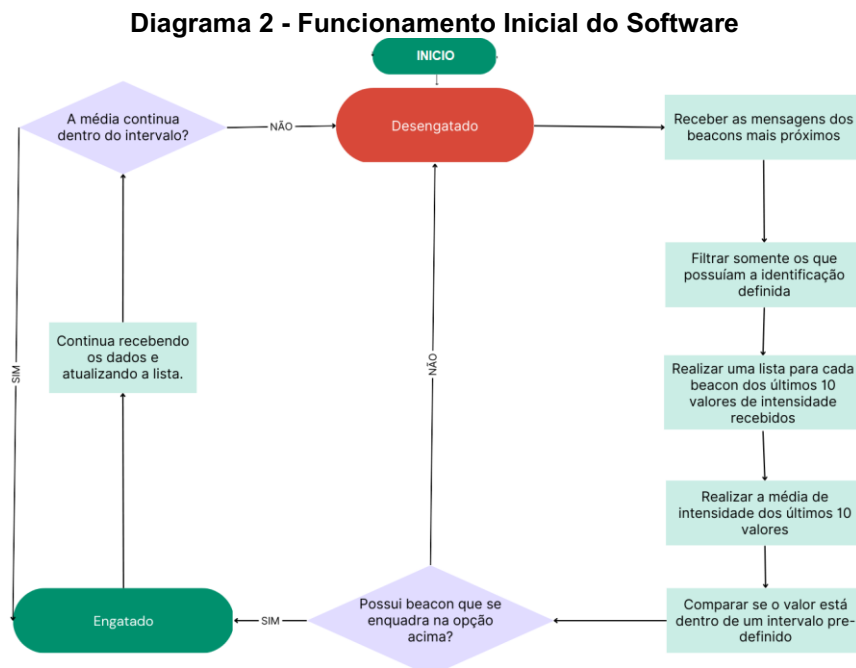 Diagrama 2 - Funcionamento Inicial do Software
INICIO
A média continua
dentro do intervalo?
NÃO
Desengatado
Receber as mensagens dos
beacons mais próximos
Filtrar somente os que
possuíam a identificação
definida
Continua recebendo
os dados e
atualizando a lista.
SIM
NÃO
Realizar uma lista para cada
beacon dos últimos 10
valores de intensidade
recebidos
Realizar a média de
intensidade dos últimos 10
valores
Engatado
SIM
Possui beacon que se
enquadra na opção
acima?
Comparar se o valor está
dentro de um intervalo pre-
definido